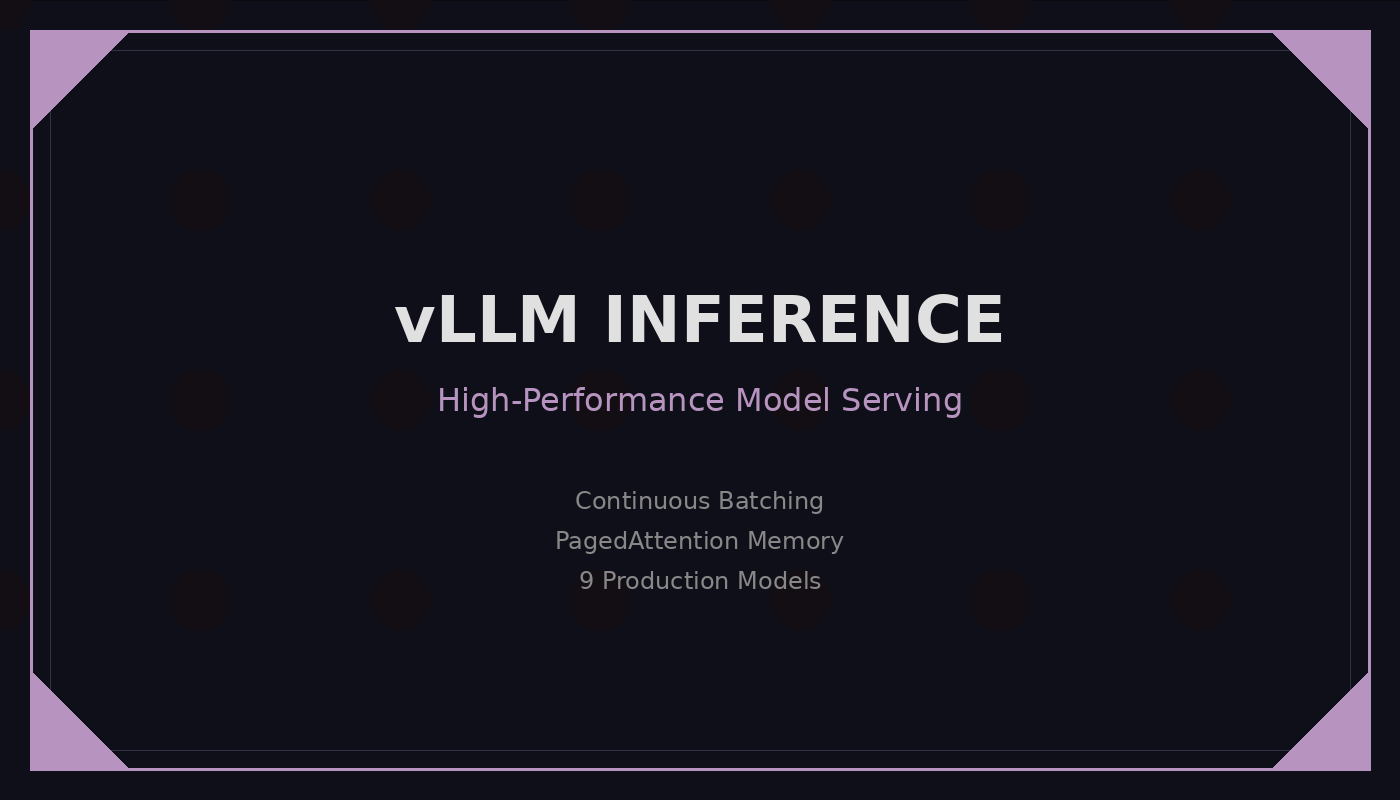 vLLM INFERENCE
High-Performance Model Serving
Continuous Batching
PagedAttention Memory
9 Production Models